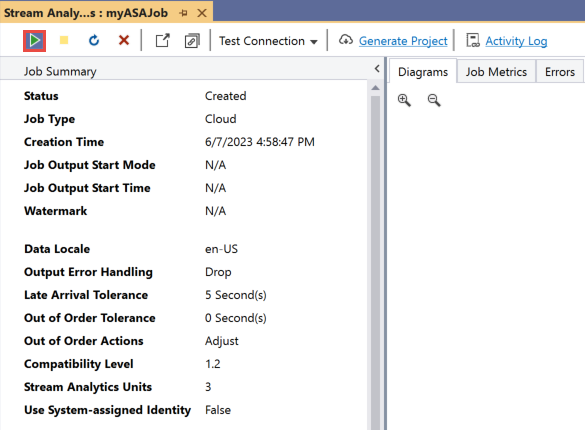 Stream Analy...s : myASAJob
Test Connection Generate Project Activity Log
Job Summary
Diagrams Job Metrics Errors
Status Created
Job Type Cloud
Creation Time 6/7/2023 4:58:47 PM
Job Output Start Mode N/A
Job Output Start Time N/A
Watermark N/A
Data Locale en-US
Output Error Handling Drop
Late Arrival Tolerance 5 Second(s)
Out of Order Tolerance 0 Second(s)
Out of Order Actions Adjust
Compatibility Level 1.2
Stream Analytics Units 3
Use System-assigned Identity False